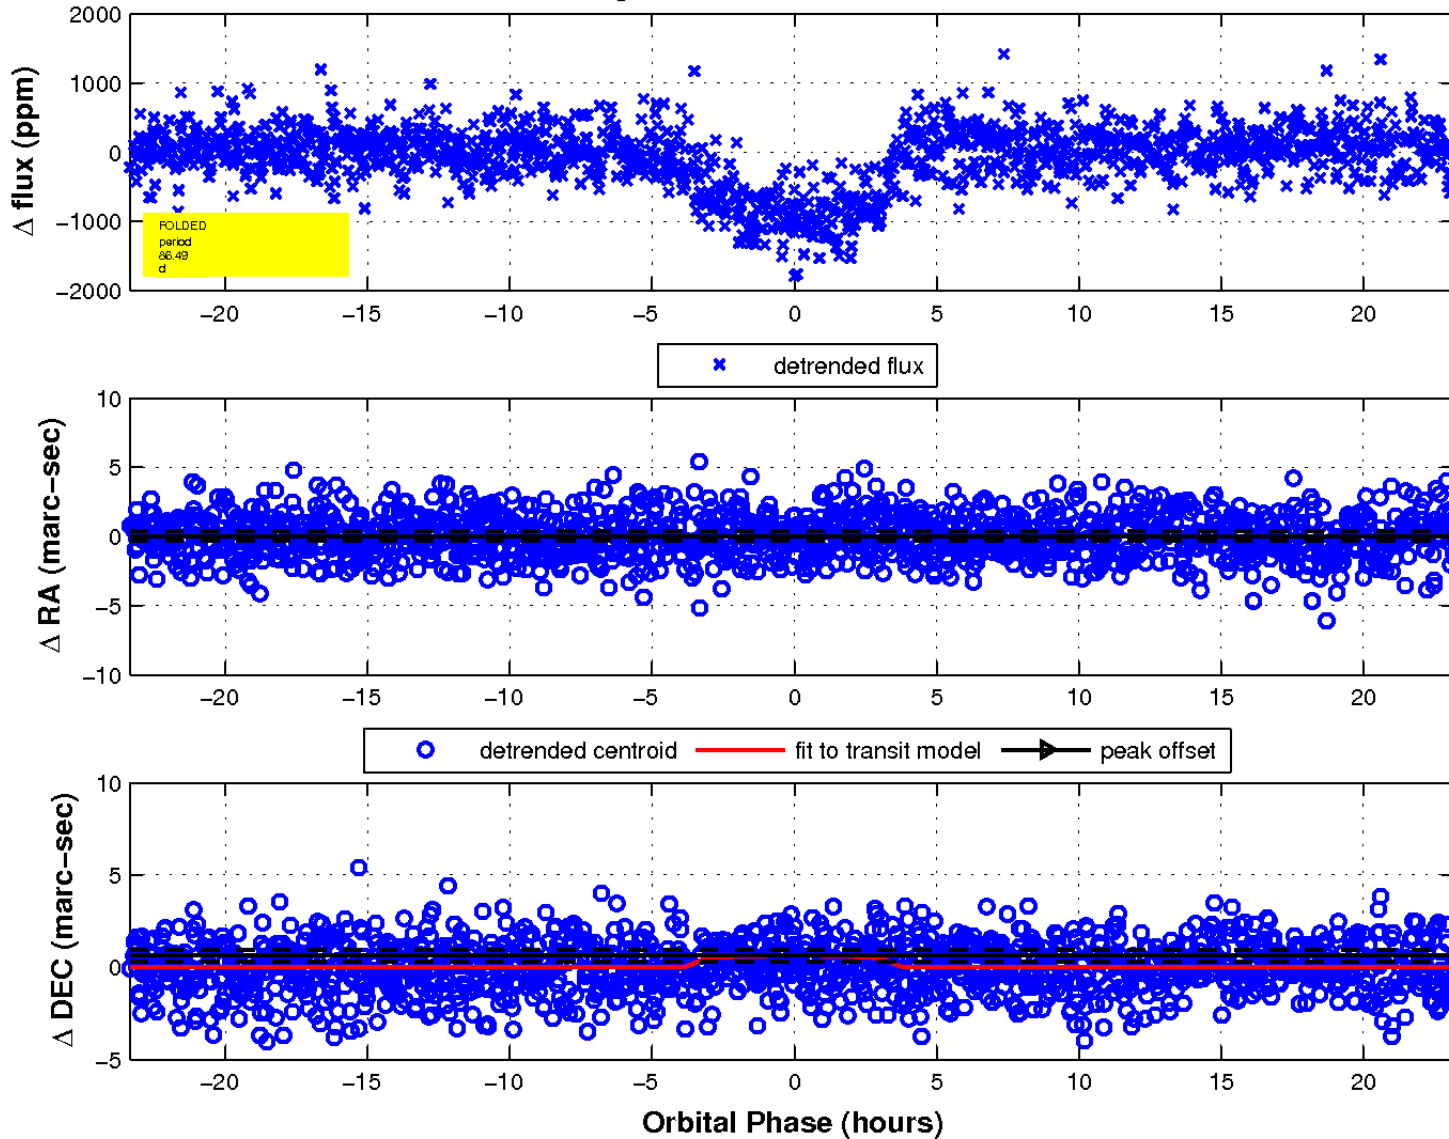 2000
1000
0
−1000
−2000
Δ flux (ppm)
FOLDED
period
86.49
d
−20 −15 −10 −5 0 5 10 15 20
detrended flux
10
5
0
−5
−10
Δ RA (marc−sec)
−20 −15 −10 −5 0 5 10 15 20
detrended centroid fit to transit model peak offset
10
5
0
−5
Δ DEC (marc−sec)
−20 −15 −10 −5 0 5 10 15 20
Orbital Phase (hours)